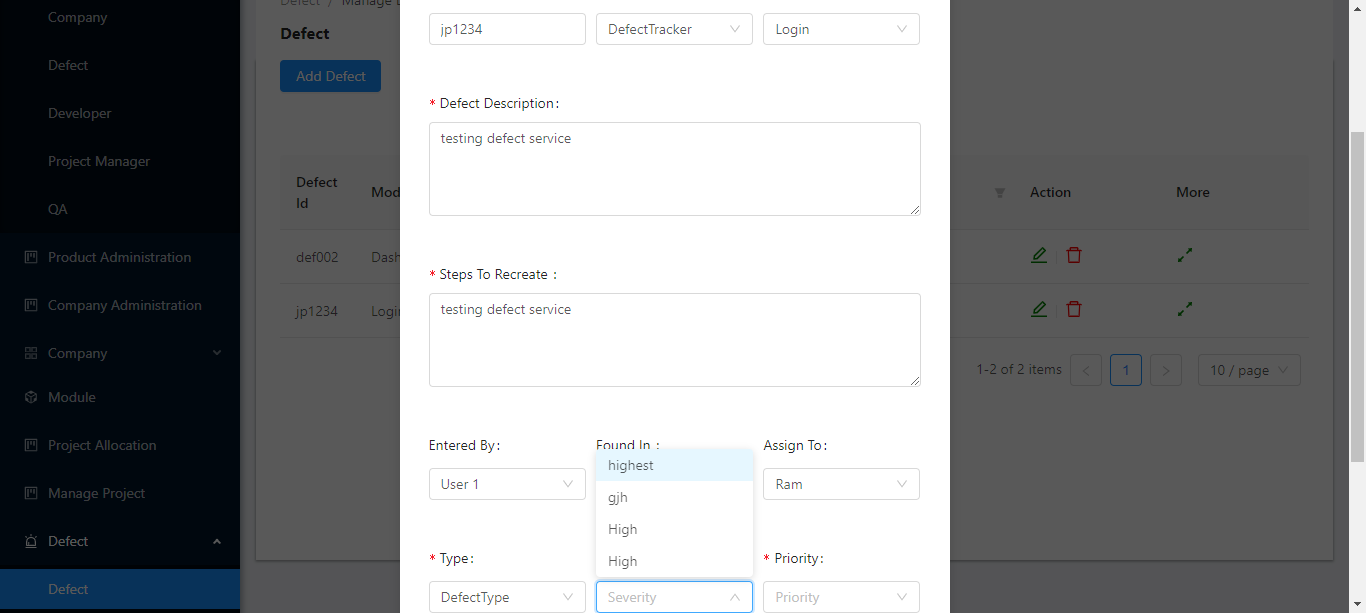 Company
Defect
Developer
Project Manager
QA
Product Administration
Company Administration
Company
Module
Project Allocation
Manage Project
Defect
Defect
Defect / Manage
Defect
Add Defect
Defect Id Mod Action More
def002 Dash
jp1234 Login
1-2 of 2 items < 1 > 10 / page
jp1234 DefectTracker Login
* Defect Description:
testing defect service
* Steps To Recreate :
testing defect service
Entered By: Found In : Assign To:
User 1 Ram
highest
gjh
High
High
* Type: * Priority:
DefectType Severity Priority